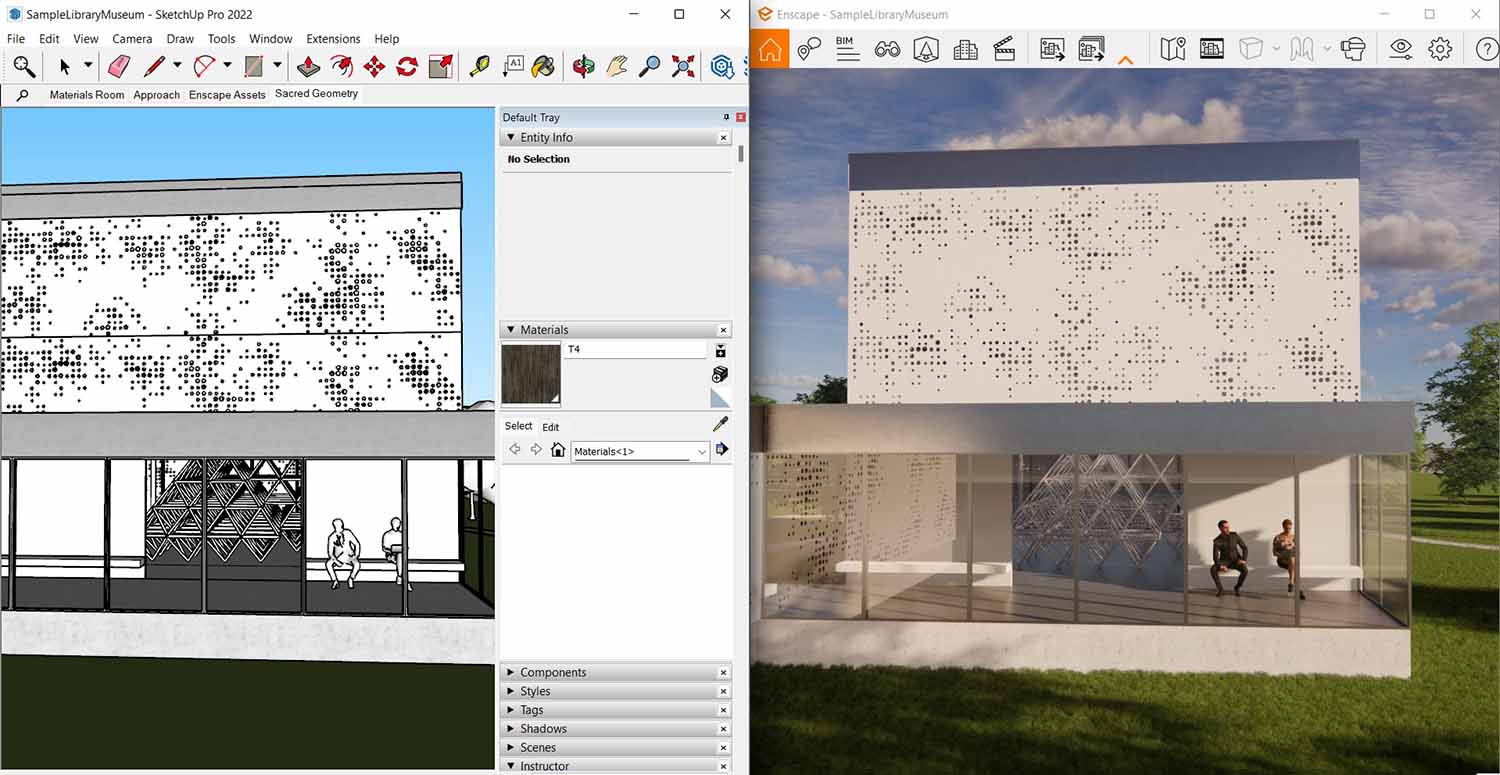 SampleLibraryMuseum - SketchUp Pro 2022
File Edit View Camera Draw Tools Window Extensions Help
A1
Materials Room Approach Enscape Assets Sacred Geometry
Default Tray
Entity Info
No Selection
Materials
T4
Select Edit
Materials<1>
Components
Styles
Tags
Shadows
Scenes
Instructor
Enscape - SampleLibraryMuseum
BIM